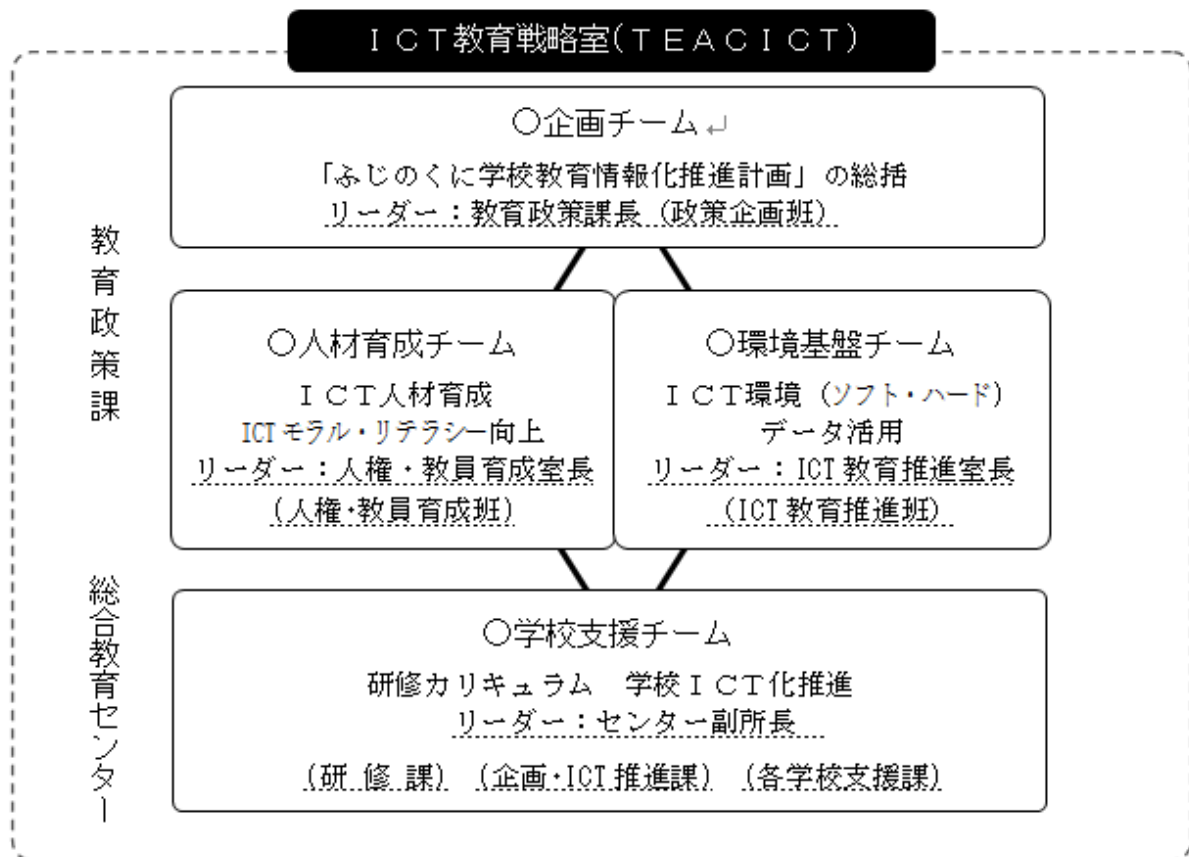 ＩＣＴ教育戦略室(ＴＥＡＣＩＣＴ)
教育政策課
○企画チーム↵
「ふじのくに学校教育情報化推進計画」の総括
リーダー：教育政策課長（政策企画班）
○人材育成チーム
ＩＣＴ人材育成
ICTモラル・リテラシー向上
リーダー：人権・教員育成室長
（人権・教員育成班）
○環境基盤チーム
ＩＣＴ環境（ソフト・ハード）
データ活用
リーダー：ICT教育推進室長
（ICT教育推進班）
総合教育センター
○学校支援チーム
研修カリキュラム　学校ＩＣＴ化推進
リーダー：センター副所長
（研 修 課）　（企画・ICT推進課）　（各学校支援課）